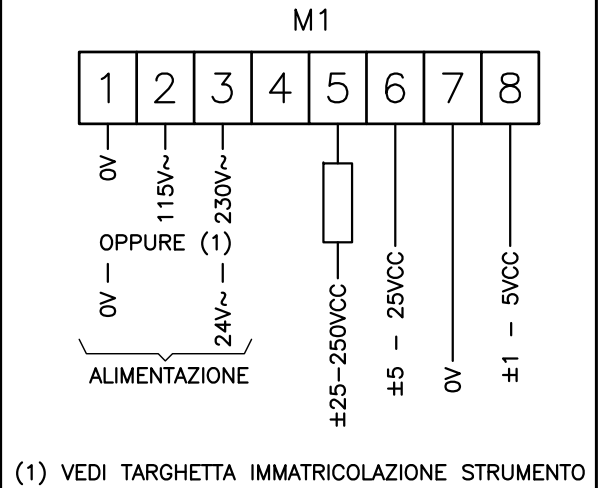 M1
1 2 3 4 5 6 7 8
0V
115V~
230V~
OPPURE (1)
0V
24V~
ALIMENTAZIONE
±25-250VCC
±5 - 25VCC
0V
±1 - 5VCC
(1) VEDI TARGHETTA IMMATRICOLAZIONE STRUMENTO